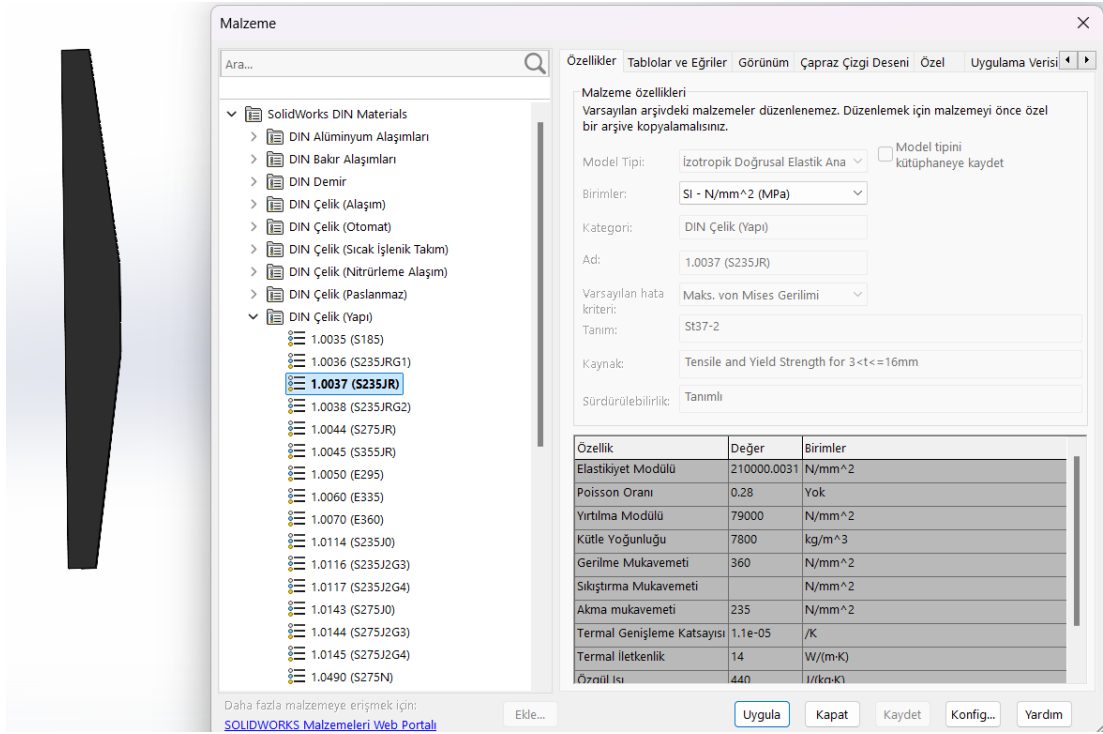 Malzeme
Ara...
SolidWorks DIN Materials
DIN Alüminyum Alaşımları
DIN Bakır Alaşımları
DIN Demir
DIN Çelik (Alaşım)
DIN Çelik (Otomat)
DIN Çelik (Sıcak İşlenik Takım)
DIN Çelik (Nitrürleme Alaşım)
DIN Çelik (Paslanmaz)
DIN Çelik (Yapı)
1.0035 (S185)
1.0036 (S235JRG1)
1.0037 (S235JR)
1.0038 (S235JRG2)
1.0044 (S275JR)
1.0045 (S355JR)
1.0050 (E295)
1.0060 (E335)
1.0070 (E360)
1.0114 (S235J0)
1.0116 (S235J2G3)
1.0117 (S235J2G4)
1.0143 (S275J0)
1.0144 (S275J2G3)
1.0145 (S275J2G4)
1.0490 (S275N)
Daha fazla malzemeye erişmek için:
SOLIDWORKS Malzemeleri Web Portalı
Ekle...
Özellikler Tablolar ve Eğriler Görünüm Çapraz Çizgi Deseni Özel Uygulama Verisi
Malzeme özellikleri
Varsayılan arşivdeki malzemeler düzenlenemez. Düzenlemek için malzemeyi önce özel
bir arşive kopyalamalısınız.
Model Tipi: İzotropik Doğrusal Elastik Ana
Model tipini
kütüphaneye kaydet
Birimler: SI - N/mm^2 (MPa)
Kategori: DIN Çelik (Yapı)
Ad: 1.0037 (S235JR)
Varsayılan hata
kriteri: Maks. von Mises Gerilimi
Tanım: St37-2
Kaynak: Tensile and Yield Strength for 3<t<=16mm
Sürdürülebilirlik: Tanımlı
Özellik Değer Birimler
Elastikiyet Modülü 210000.0031 N/mm^2
Poisson Oranı 0.28 Yok
Yırtılma Modülü 79000 N/mm^2
Kütle Yoğunluğu 7800 kg/m^3
Gerilme Mukavemeti 360 N/mm^2
Sıkıştırma Mukavemeti N/mm^2
Akma mukavemeti 235 N/mm^2
Termal Genişleme Katsayısı 1.1e-05 /K
Termal İletkenlik 14 W/(m·K)
Özgül Isı 440 J/(kg·K)
Uygula Kapat Kaydet Konfig... Yardım